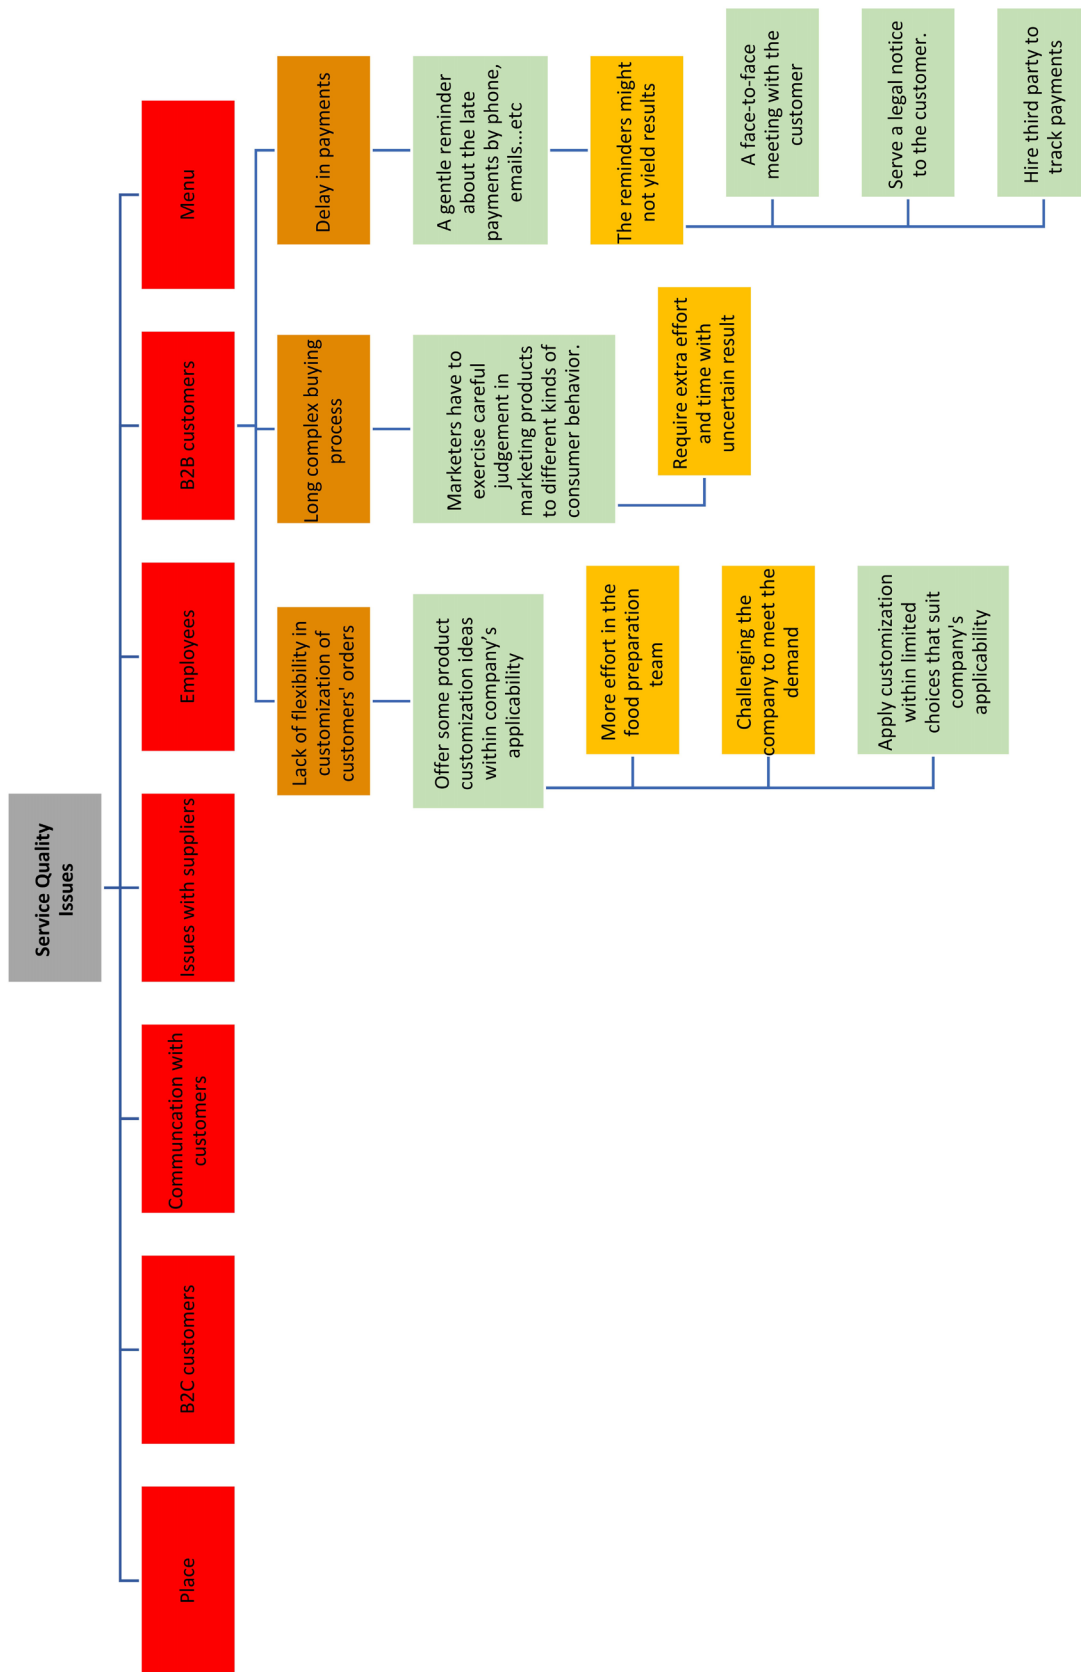 Service Quality
Issues
Place
B2C customers
Communcation with
customers
Issues with suppliers
Employees
B2B customers
Menu
Lack of flexibility in
customization of
customers' orders
Offer some product
customization ideas
within company's
applicability
More effort in the
food preparation
team
Challenging the
company to meet the
demand
Apply customization
within limited
choices that suit
company's
applicability
Long complex buying
process
Marketers have to
exercise careful
judgement in
marketing products
to different kinds of
consumer behavior.
Require extra effort
and time with
uncertain result
Delay in payments
A gentle reminder
about the late
payments by phone,
emails...etc
The reminders might
not yield results
A face-to-face
meeting with the
customer
Serve a legal notice
to the customer.
Hire third party to
track payments